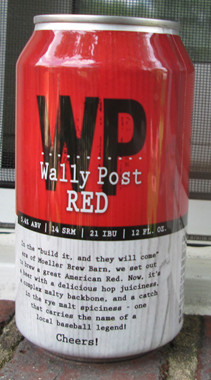 WP
Wally Post
RED
5.4% ABV | 14 SRM | 21 IBU | 12 FL. OZ.
In the "build it, and they will come"
era of Moeller Brew Barn, we set out
to brew a great American Red. Now, it's
a beer with a delicious hop juiciness,
complex malty backbone, and a catch
in the rye malt spiciness - one
that carries the name of a
local baseball legend!
Cheers!